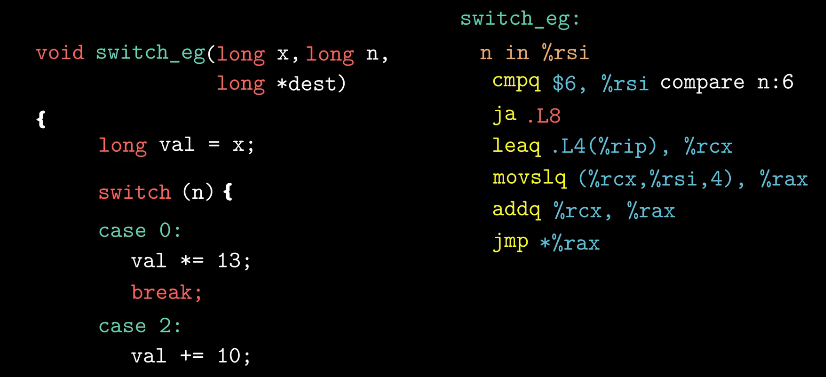 void switch_eg(long x, long n,
long *dest)
{
long val = x;
switch (n) {
case 0:
val *= 13;
break;
case 2:
val += 10;
switch_eg:
n in %rsi
cmpq $6, %rsi compare n:6
ja .L8
leaq .L4(%rip), %rcx
movslq (%rcx,%rsi,4), %rax
addq %rcx, %rax
jmp *%rax